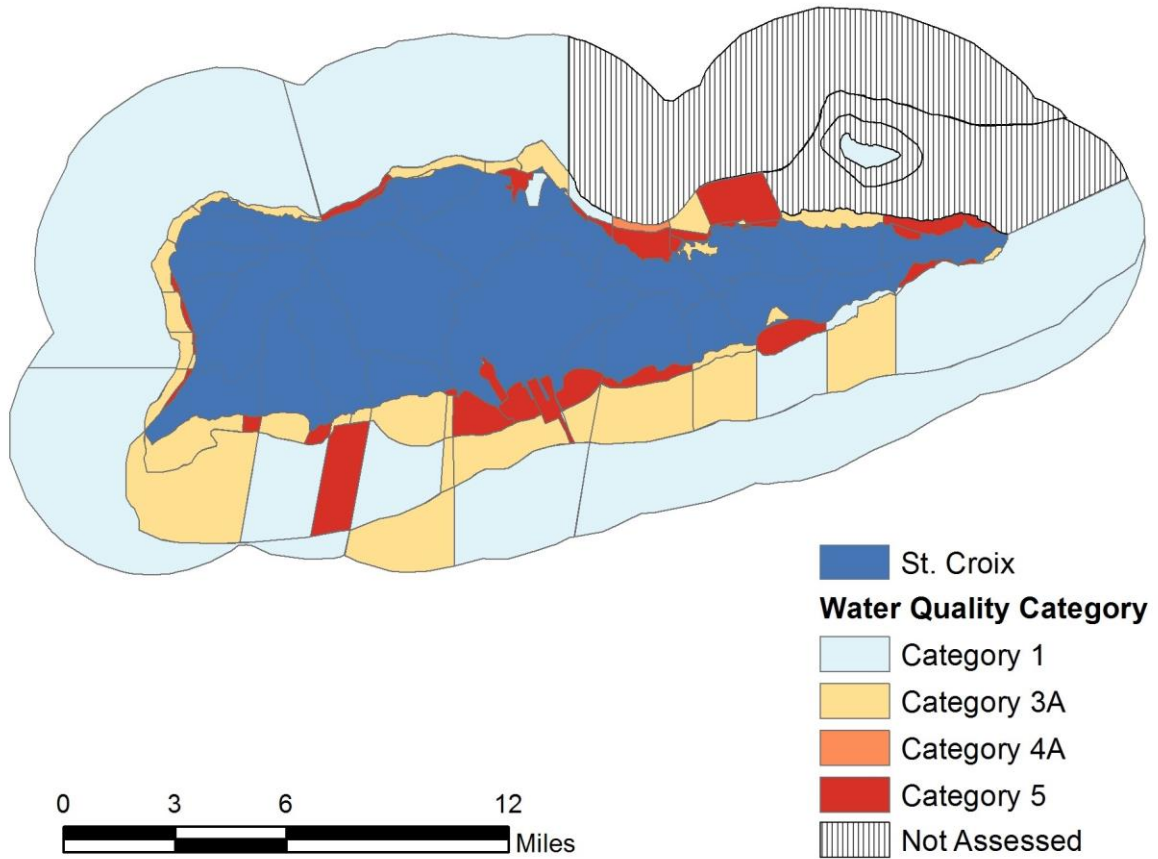 St. Croix
Water Quality Category
Category 1
Category 3A
Category 4A
Category 5
Not Assessed
0 3 6 12
Miles